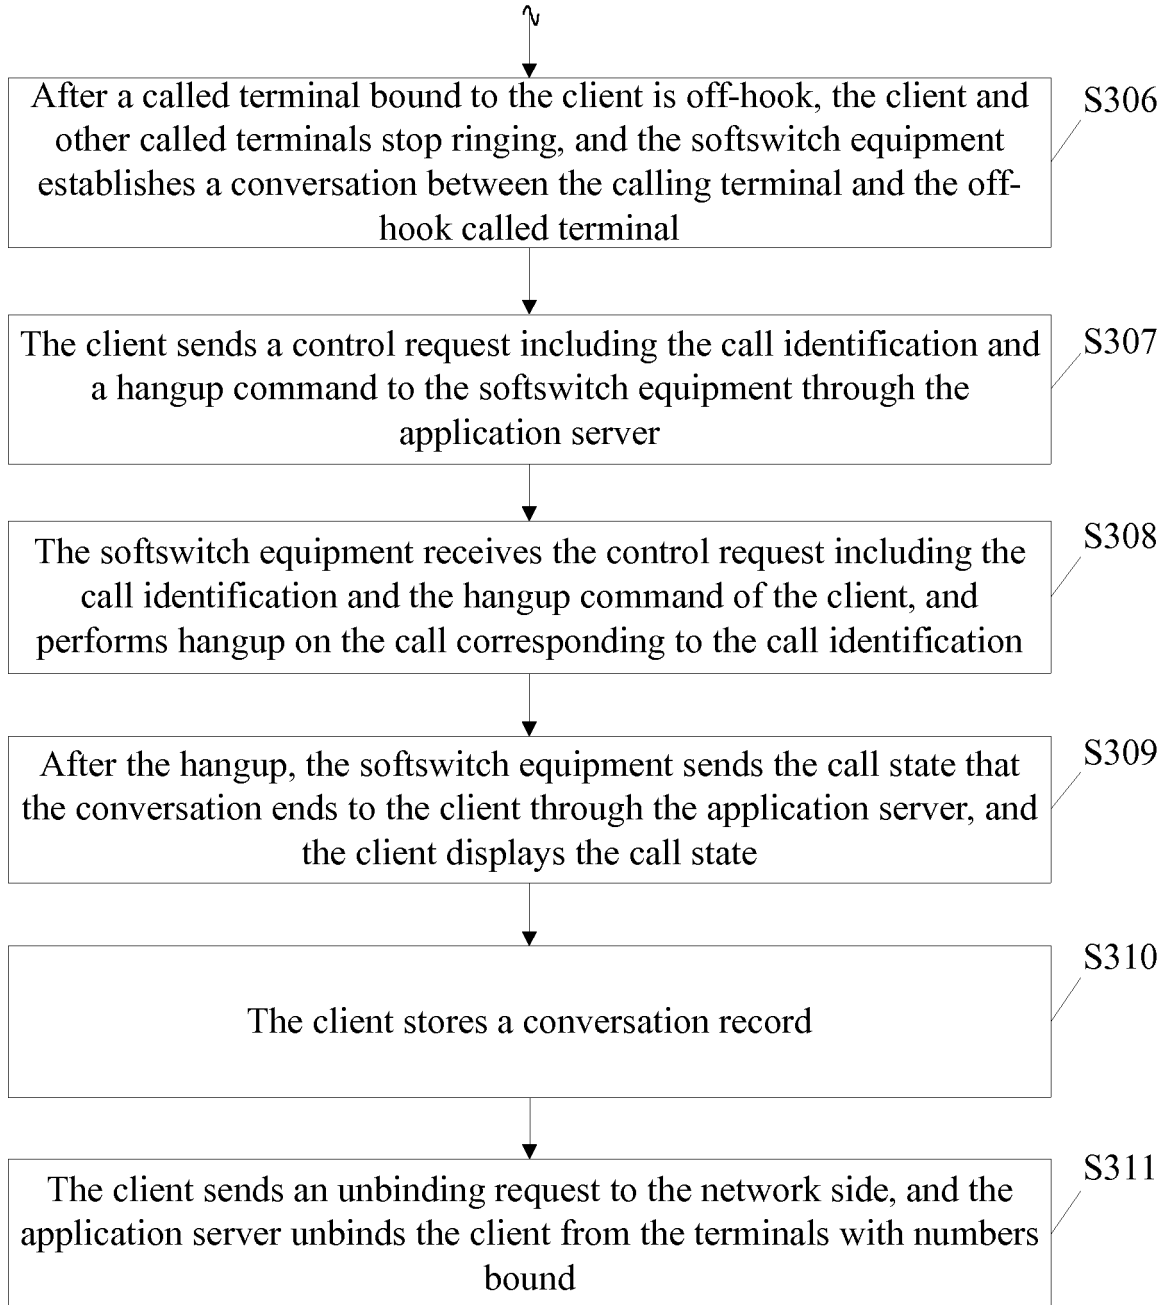 After a called terminal bound to the client is off-hook, the client and
other called terminals stop ringing, and the softswitch equipment
establishes a conversation between the calling terminal and the off-
hook called terminal
S306
The client sends a control request including the call identification and
a hangup command to the softswitch equipment through the
application server
S307
The softswitch equipment receives the control request including the
call identification and the hangup command of the client, and
performs hangup on the call corresponding to the call identification
S308
After the hangup, the softswitch equipment sends the call state that
the conversation ends to the client through the application server, and
the client displays the call state
S309
The client stores a conversation record
S310
The client sends an unbinding request to the network side, and the
application server unbinds the client from the terminals with numbers
bound
S311